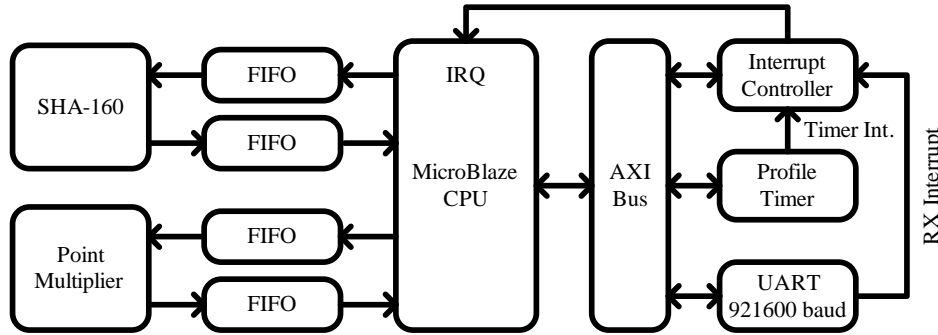 SHA-160
FIFO
FIFO
Point
Multiplier
FIFO
FIFO
IRQ
MicroBlaze
CPU
AXI
Bus
Interrupt
Controller
Timer Int.
Profile
Timer
UART
921600 baud
RX Interrupt